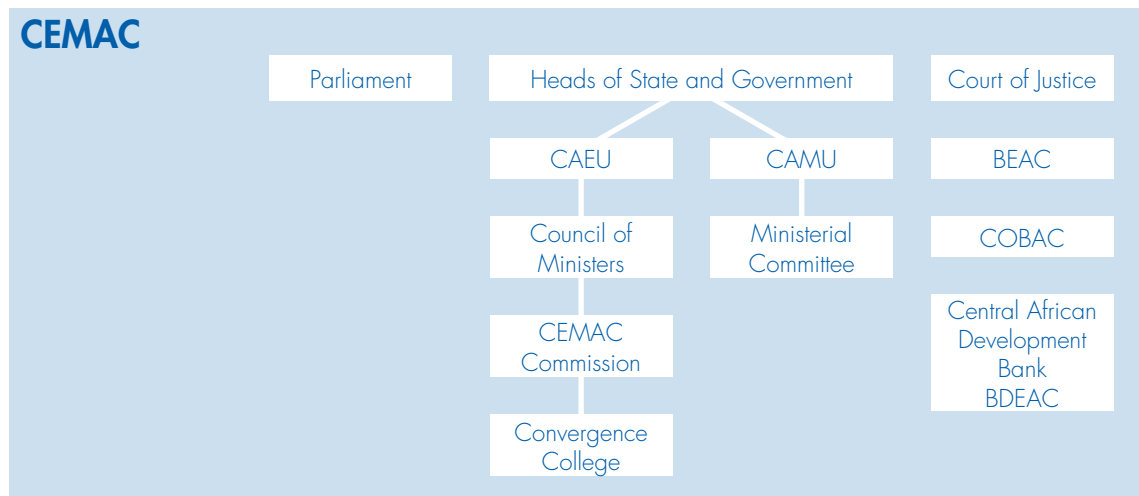 CEMAC
Parliament
Heads of State and Government
Court of Justice
CAEU
CAMU
BEAC
Council of
Ministers
Ministerial
Committee
COBAC
CEMAC
Commission
Central African
Development
Bank
BDEAC
Convergence
College